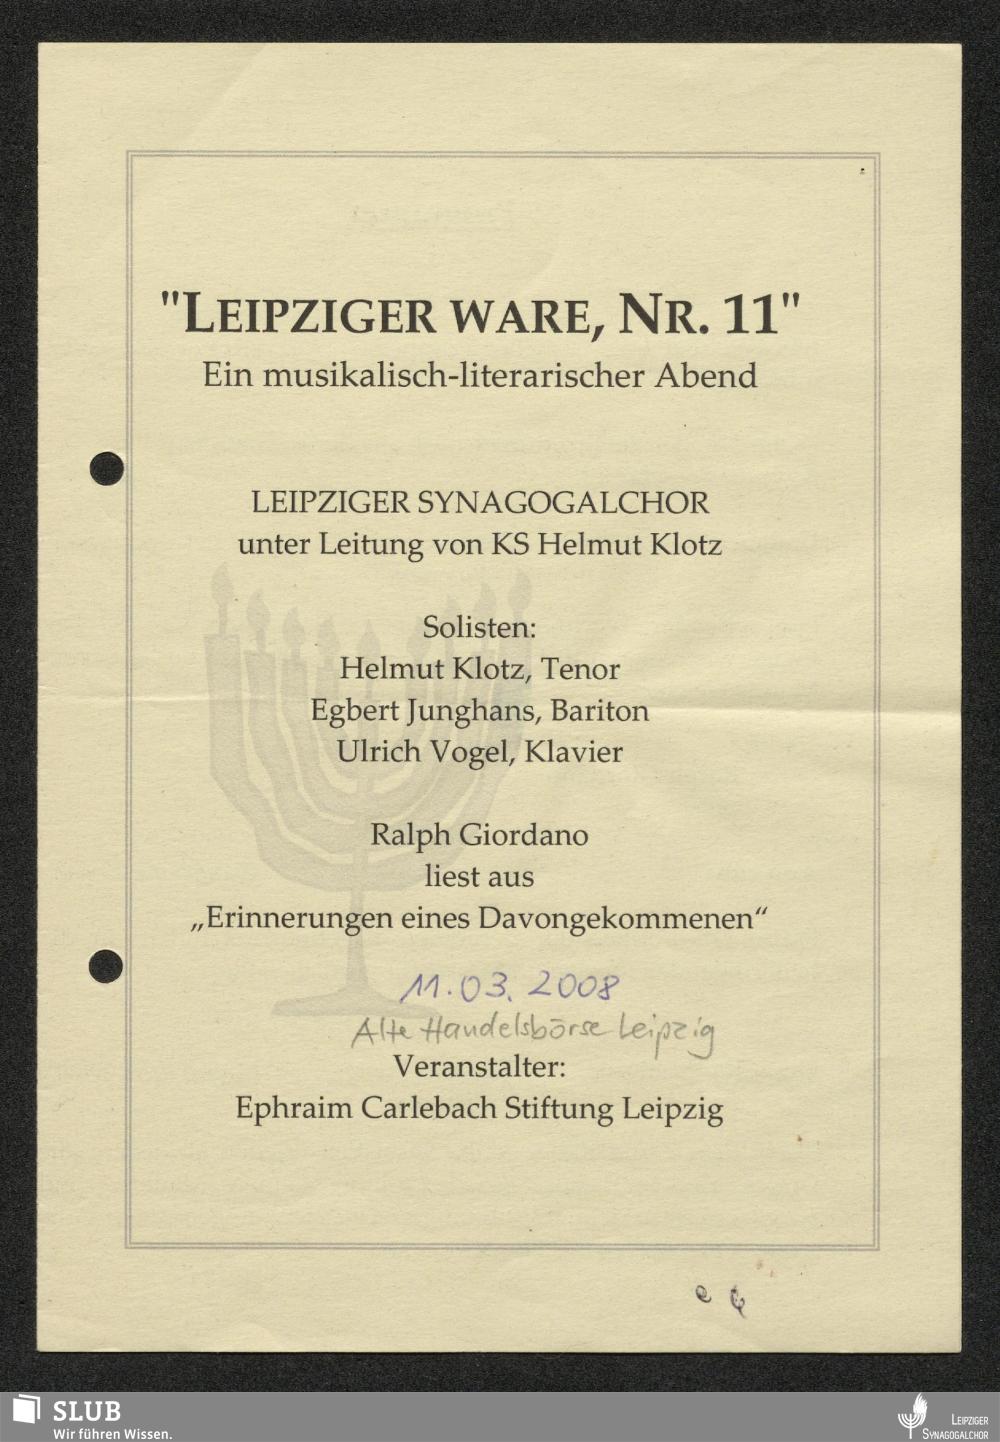 "LEIPZIGER WARE, NR. 11"
Ein musikalisch-literarischer Abend
LEIPZIGER SYNAGOGALCHOR
unter Leitung von KS Helmut Klotz
Solisten:
Helmut Klotz, Tenor
Egbert Junghans, Bariton
Ulrich Vogel, Klavier
Ralph Giordano
liest aus
„Erinnerungen eines Davongekommenen“
11.03.2008
Alte Handelsbörse Leipzig
Veranstalter:
Ephraim Carlebach Stiftung Leipzig
SLUB
Wir führen Wissen.
LEIPZIGER
SYNAGOGALCHOR